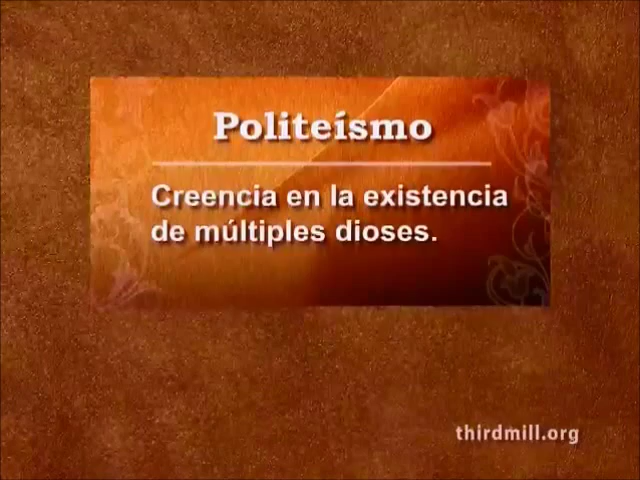 Politeísmo
Creencia en la existencia
de múltiples dioses.
thirdmill.org